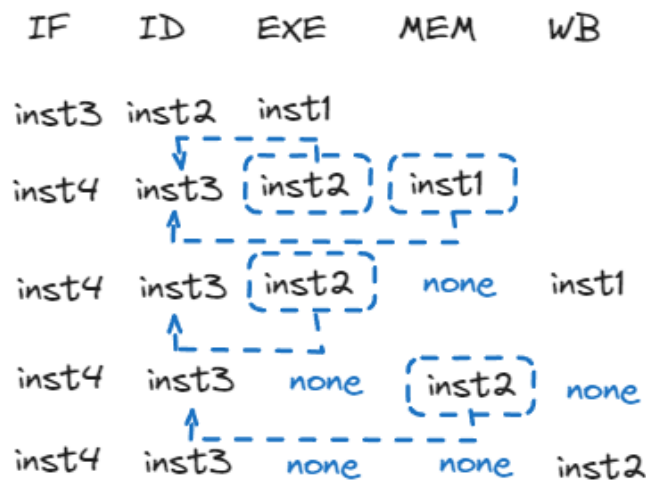 IF ID EXE MEM WB
inst3 inst2 inst1
inst4 inst3 inst2 inst1
inst4 inst3 inst2 none inst1
inst4 inst3 none inst2 none
inst4 inst3 none none inst2